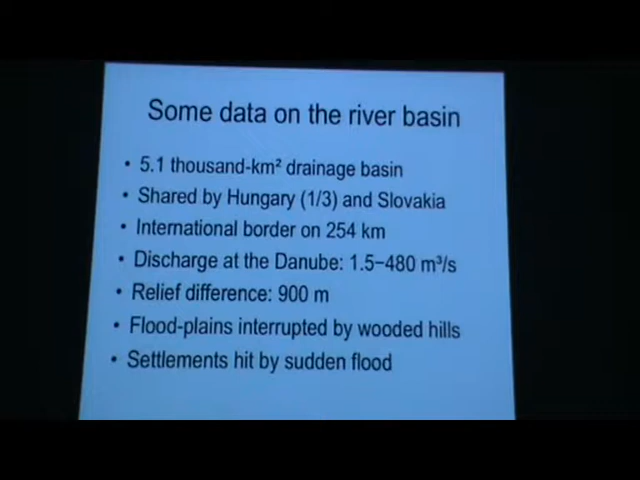 Some data on the river basin
• 5.1 thousand-km² drainage basin
• Shared by Hungary (1/3) and Slovakia
• International border on 254 km
• Discharge at the Danube: 1.5–480 m³/s
• Relief difference: 900 m
• Flood-plains interrupted by wooded hills
• Settlements hit by sudden flood